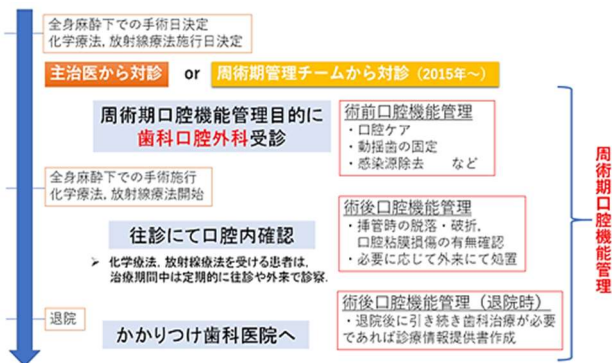 全身麻酔下での手術日決定
化学療法, 放射線療法施行日決定
主治医から対診 or 周術期管理チームから対診（2015年～）
周術期口腔機能管理目的に
歯科口腔外科受診
術前口腔機能管理
・口腔ケア
・動揺歯の固定
・感染源除去　など
全身麻酔下での手術施行
化学療法, 放射線療法開始
往診にて口腔内確認
➢ 化学療法, 放射線療法を受ける患者は,
治療期間中は定期的に往診や外来で診察.
術後口腔機能管理
・挿管時の脱落・破折,
口腔粘膜損傷の有無確認
・必要に応じて外来にて処置
退院
かかりつけ歯科医院へ
術後口腔機能管理（退院時）
・退院後に引き続き歯科治療が必要
であれば診療情報提供書作成
周術期口腔機能管理